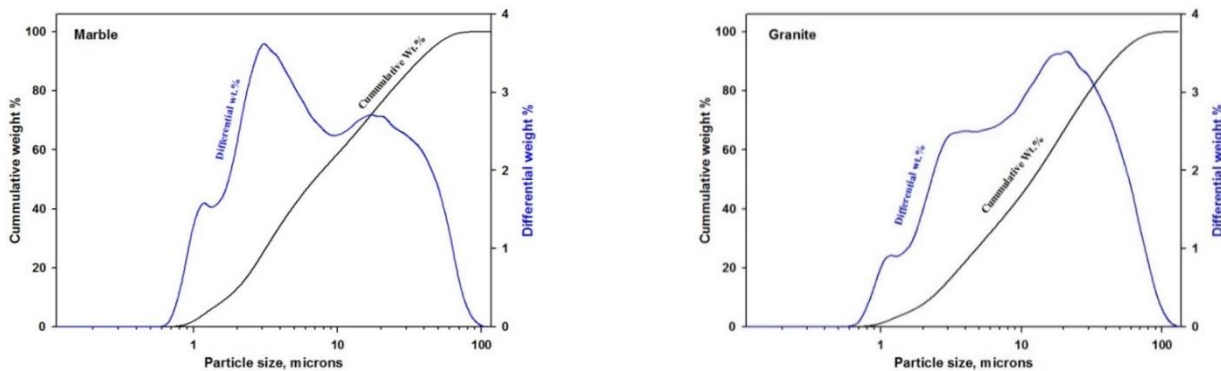 Marble
Cummulative weight %
100
80
60
40
20
0
Differential wt.%
Cummulative Wt.%
4
3
2
1
0
Differential weight %
1
10
100
Particle size, microns
Granite
Cummulative weight %
100
80
60
40
20
0
Differential wt.%
Cummulative Wt.%
4
3
2
1
0
Differential weight %
1
10
100
Particle size, microns